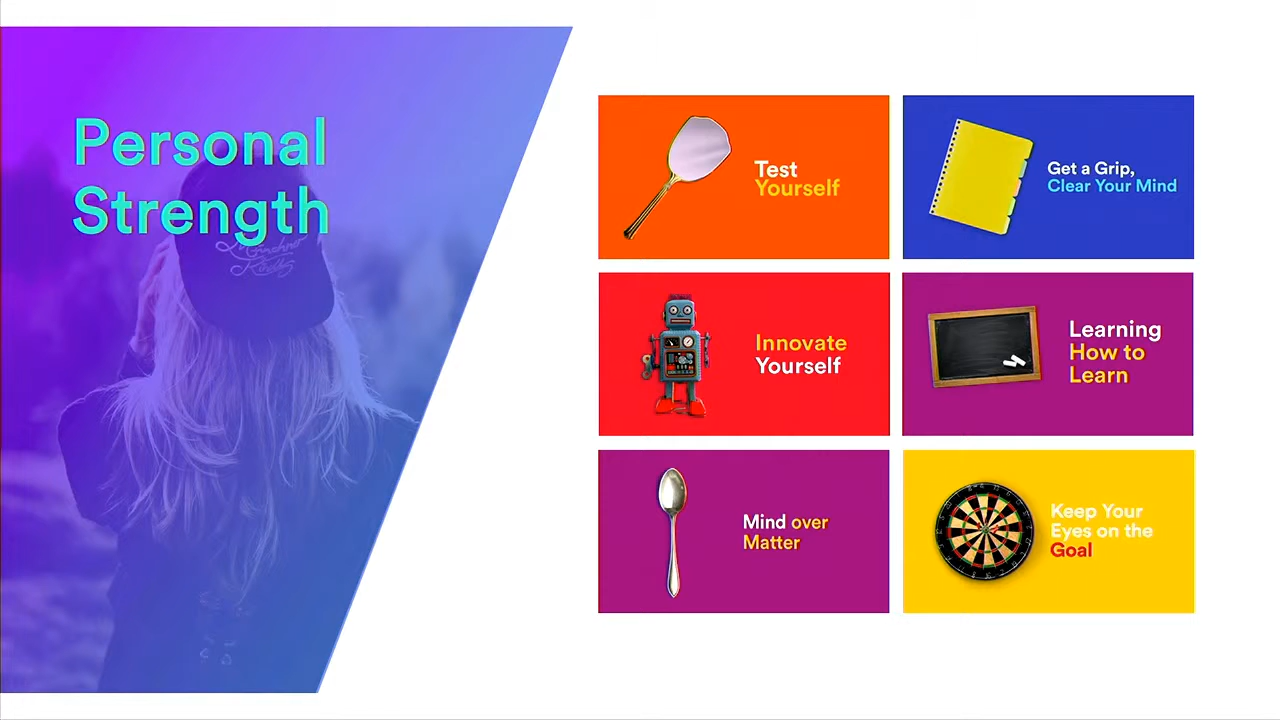 Personal
Strength
Test
Yourself
Get a Grip,
Clear Your Mind
Innovate
Yourself
Learning
How to
Learn
Mind over
Matter
Keep Your
Eyes on the
Goal